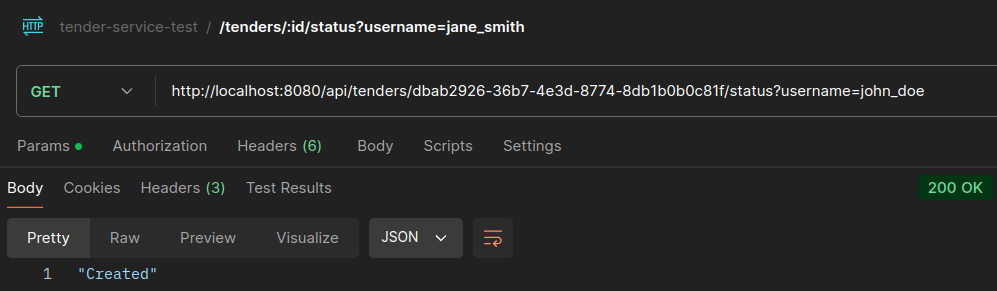 HTTP tender-service-test / /tenders/:id/status?username=jane_smith
GET http://localhost:8080/api/tenders/dbab2926-36b7-4e3d-8774-8db1b0b0c81f/status?username=john_doe
Params Authorization Headers (6) Body Scripts Settings
Body Cookies Headers (3) Test Results 200 OK
Pretty Raw Preview Visualize JSON
1 "Created"